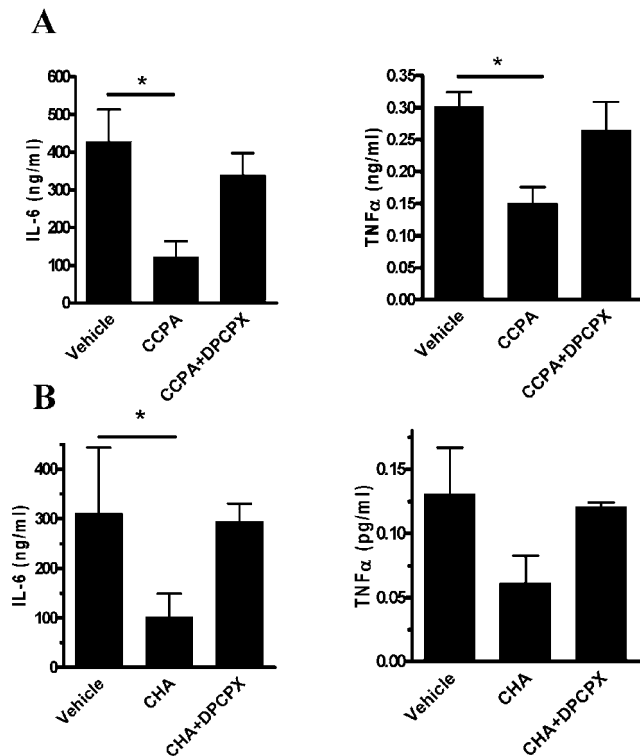 A
IL-6 (ng/ml)
600
500
400
300
200
100
0
*
Vehicle
CCPA
CCPA+DPCPX
TNFα (ng/ml)
0.35
0.30
0.25
0.20
0.15
0.10
0.05
0.00
*
Vehicle
CCPA
CCPA+DPCPX
B
IL-6 (ng/ml)
400
300
200
100
0
*
Vehicle
CHA
CHA+DPCPX
TNFα (pg/ml)
0.15
0.10
0.05
0.00
Vehicle
CHA
CHA+DPCPX